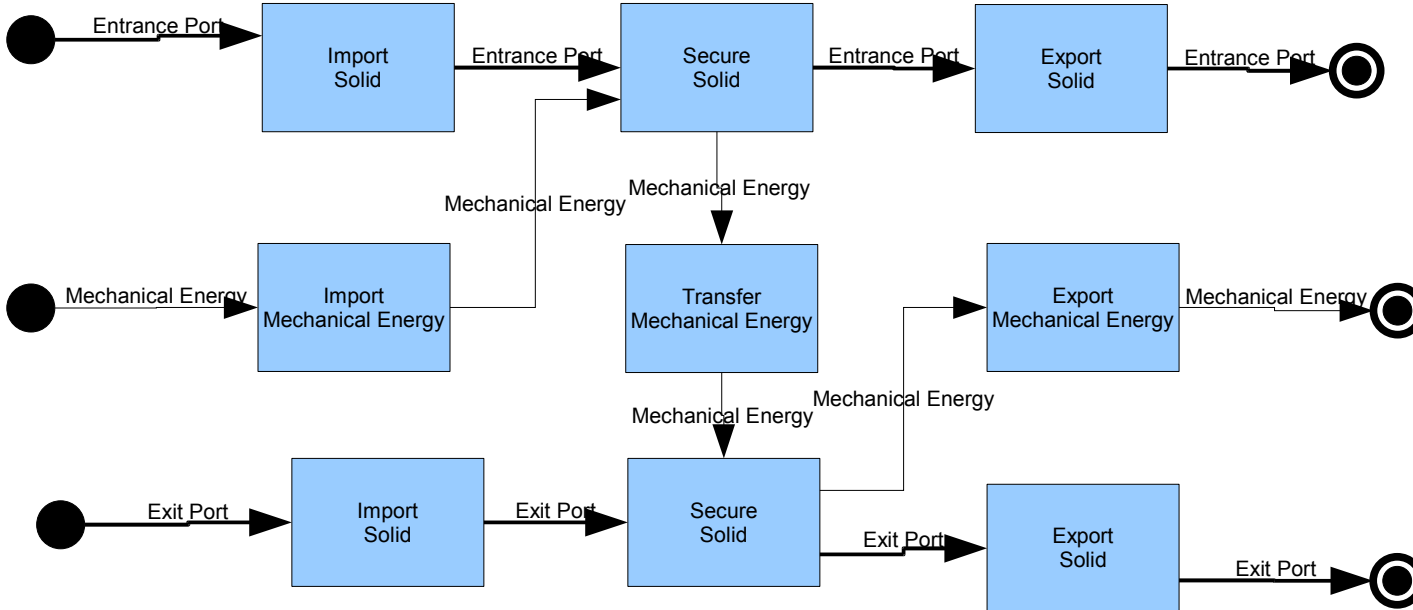 Entrance Port
Import
Solid
Entrance Port
Secure
Solid
Entrance Port
Export
Solid
Entrance Port
Mechanical Energy
Mechanical Energy
Mechanical Energy
Import
Mechanical Energy
Transfer
Mechanical Energy
Export
Mechanical Energy
Mechanical Energy
Mechanical Energy
Mechanical Energy
Exit Port
Import
Solid
Exit Port
Secure
Solid
Exit Port
Export
Solid
Exit Port